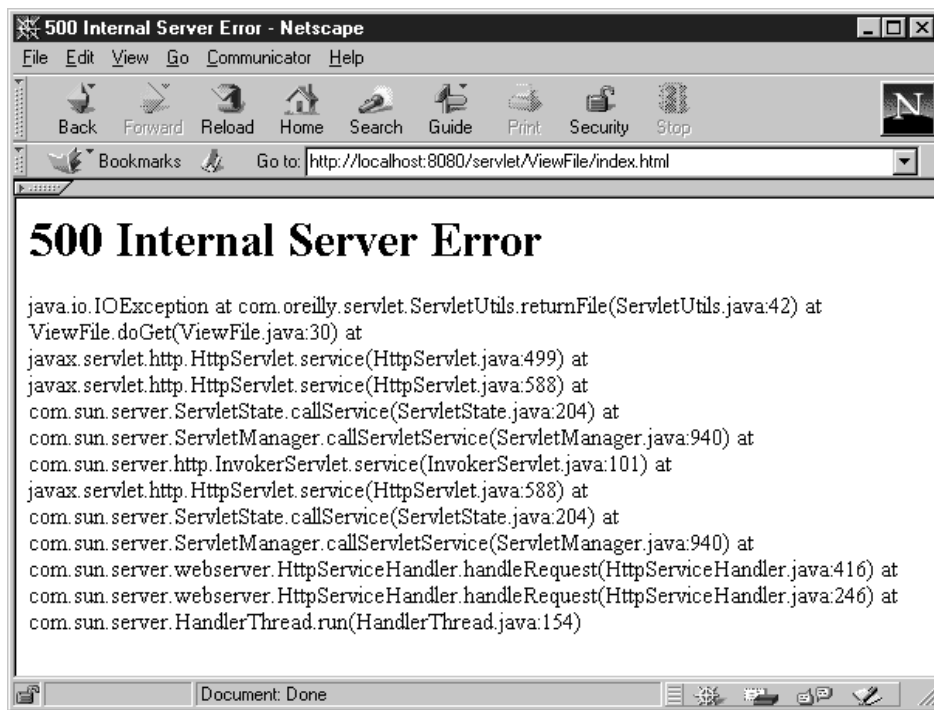 500 Internal Server Error - Netscape
File Edit View Go Communicator Help
Back Forward Reload Home Search Guide Print Security Stop
N
Bookmarks Go to: http://localhost:8080/servlet/ViewFile/index.html
500 Internal Server Error
java.io.IOException at com.oreilly.servlet.ServletUtils.returnFile(ServletUtils.java:42) at
ViewFile.doGet(ViewFile.java:30) at
javax.servlet.http.HttpServlet.service(HttpServlet.java:499) at
javax.servlet.http.HttpServlet.service(HttpServlet.java:588) at
com.sun.server.ServletState.callService(ServletState.java:204) at
com.sun.server.ServletManager.callServletService(ServletManager.java:940) at
com.sun.server.http.InvokerServlet.service(InvokerServlet.java:101) at
javax.servlet.http.HttpServlet.service(HttpServlet.java:588) at
com.sun.server.ServletState.callService(ServletState.java:204) at
com.sun.server.ServletManager.callServletService(ServletManager.java:940) at
com.sun.server.webserver.HttpServiceHandler.handleRequest(HttpServiceHandler.java:416) at
com.sun.server.webserver.HttpServiceHandler.handleRequest(HttpServiceHandler.java:246) at
com.sun.server.HandlerThread.run(HandlerThread.java:154)
Document: Done